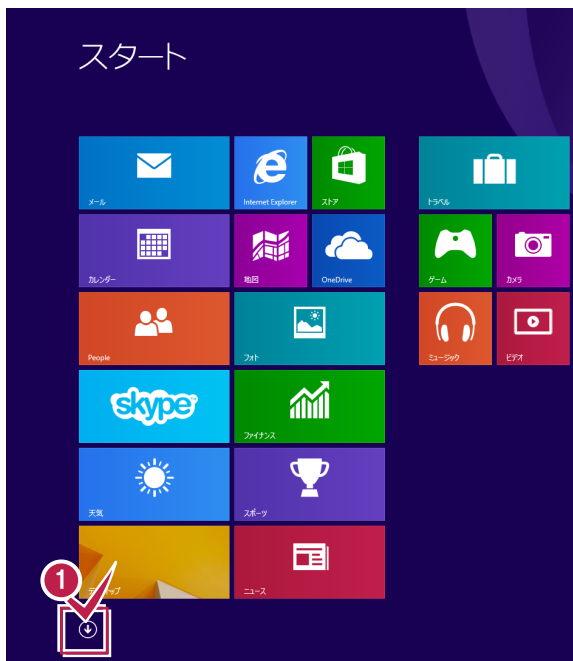 スタート
メール
Internet Explorer
ストア
トラベル
カレンダー
地図
OneDrive
ゲーム
カメラ
People
フォト
ミュージック
ビデオ
skype
ファイナンス
天気
スポーツ
ニュース
1